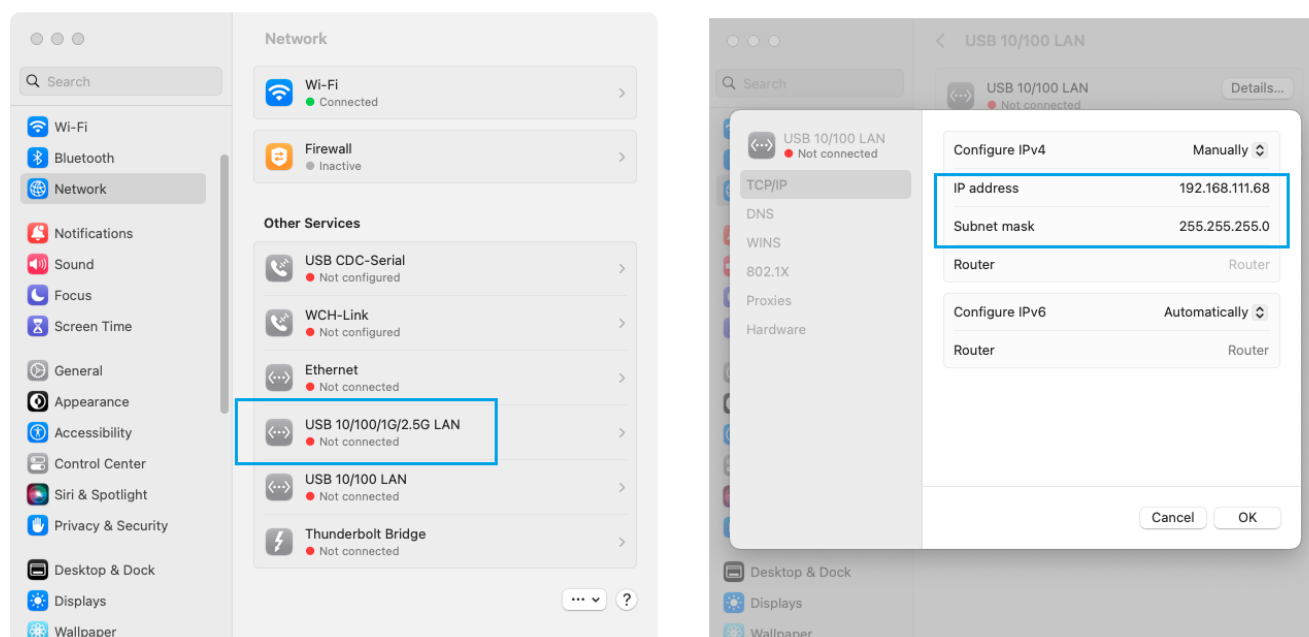 Network
Search
Wi-Fi
Bluetooth
Network
Notifications
Sound
Focus
Screen Time
General
Appearance
Accessibility
Control Center
Siri & Spotlight
Privacy & Security
Desktop & Dock
Displays
Wallpaper
Wi-Fi
Connected
Firewall
Inactive
Other Services
USB CDC-Serial
Not configured
WCH-Link
Not configured
Ethernet
Not connected
USB 10/100/1G/2.5G LAN
Not connected
USB 10/100 LAN
Not connected
Thunderbolt Bridge
Not connected
?
USB 10/100 LAN
Search
USB 10/100 LAN
Not connected
Details...
USB 10/100 LAN
Not connected
TCP/IP
DNS
WINS
802.1X
Proxies
Hardware
Configure IPv4 Manually
IP address 192.168.111.68
Subnet mask 255.255.255.0
Router Router
Configure IPv6 Automatically
Router Router
Cancel OK
Desktop & Dock
Displays
Wallpaper